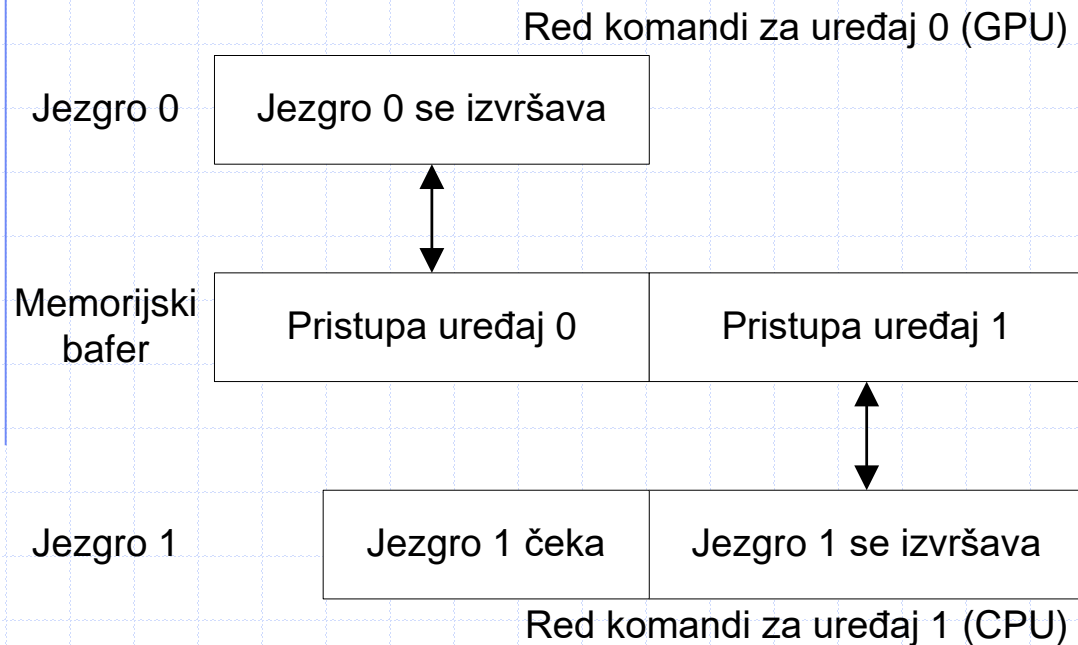 Red komandi za uređaj 0 (GPU)
Jezgro 0
Jezgro 0 se izvršava
Memorijski
bafer
Pristupa uređaj 0
Pristupa uređaj 1
Jezgro 1
Jezgro 1 čeka
Jezgro 1 se izvršava
Red komandi za uređaj 1 (CPU)